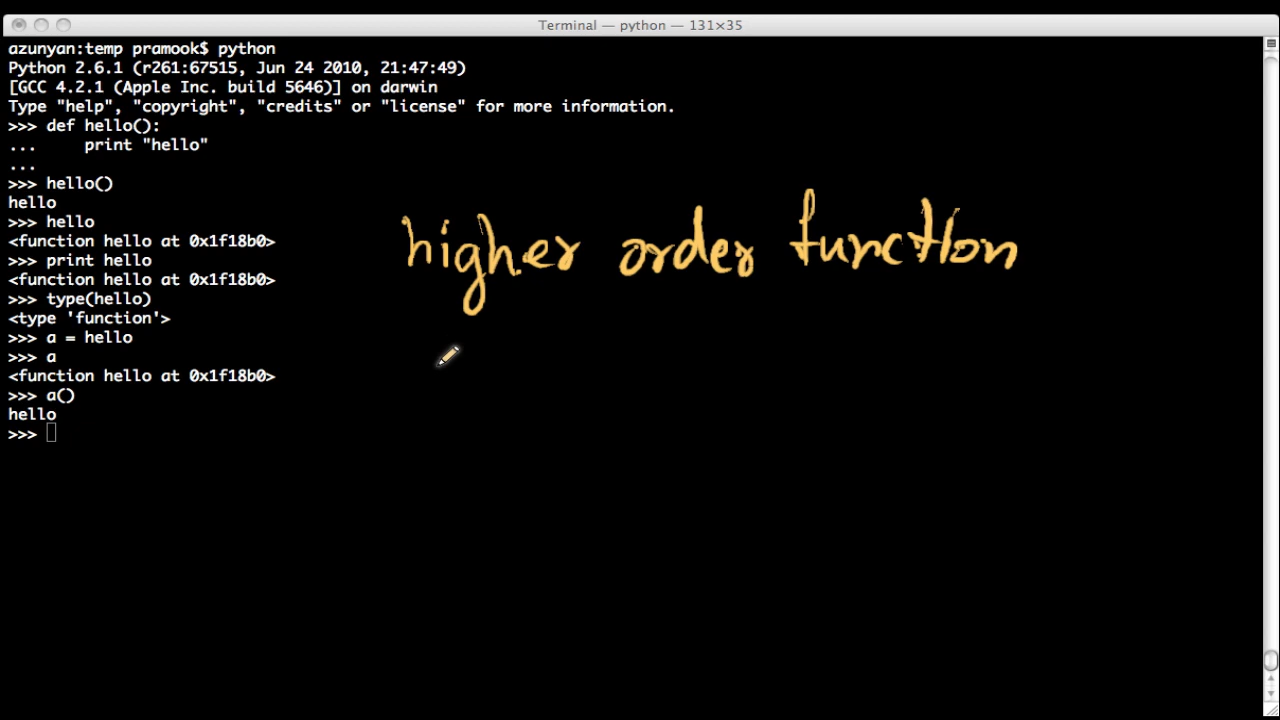 Terminal — python — 131×35
azunyan:temp pramook$ python
Python 2.6.1 (r261:67515, Jun 24 2010, 21:47:49)
[GCC 4.2.1 (Apple Inc. build 5646)] on darwin
Type "help", "copyright", "credits" or "license" for more information.
>>> def hello():
...     print "hello"
...
>>> hello()
hello
>>> hello
<function hello at 0x1f18b0>
>>> print hello
<function hello at 0x1f18b0>
>>> type(hello)
<type 'function'>
>>> a = hello
>>> a
<function hello at 0x1f18b0>
>>> a()
hello
>>>
higher order function